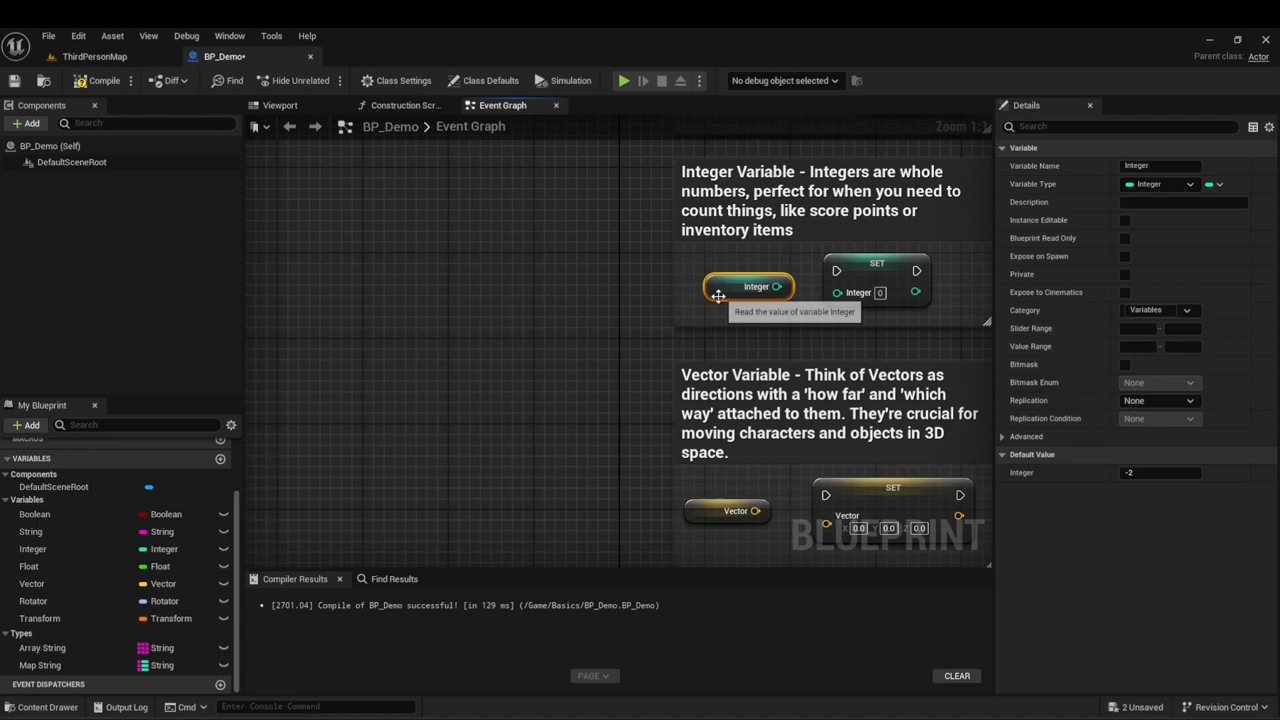 File Edit Asset View Debug Window Tools Help
ThirdPersonMap
BP_Demo•
Parent class: Actor
Compile
Diff
Find
Hide Unrelated
Class Settings
Class Defaults
Simulation
No debug object selected
Components
Viewport
Construction Scr...
Event Graph
Details
+ Add
Search
BP_Demo > Event Graph
Zoom 1:1
Search
BP_Demo (Self)
DefaultSceneRoot
Integer Variable - Integers are whole
numbers, perfect for when you need to
count things, like score points or
inventory items
Integer
SET
Integer 0
Read the value of variable Integer
Vector Variable - Think of Vectors as
directions with a 'how far' and 'which
way' attached to them. They're crucial for
moving characters and objects in 3D
space.
Vector
SET
Vector
X 0.0 Y 0.0 Z 0.0
BLUEPRINT
Variable
Variable Name Integer
Variable Type Integer
Description
Instance Editable
Blueprint Read Only
Expose on Spawn
Private
Expose to Cinematics
Category Variables
Slider Range
Value Range
Bitmask
Bitmask Enum None
Replication None
Replication Condition None
Advanced
Default Value
Integer -2
My Blueprint
+ Add
Search
MACROS
VARIABLES
Components
DefaultSceneRoot
Variables
Boolean Boolean
String String
Integer Integer
Float Float
Vector Vector
Rotator Rotator
Transform Transform
Types
Array String String
Map String String
EVENT DISPATCHERS
Compiler Results
Find Results
• [2701.04] Compile of BP_Demo successful! [in 129 ms] (/Game/Basics/BP_Demo.BP_Demo)
PAGE
CLEAR
Content Drawer
Output Log
Cmd
Enter Console Command
2 Unsaved
Revision Control